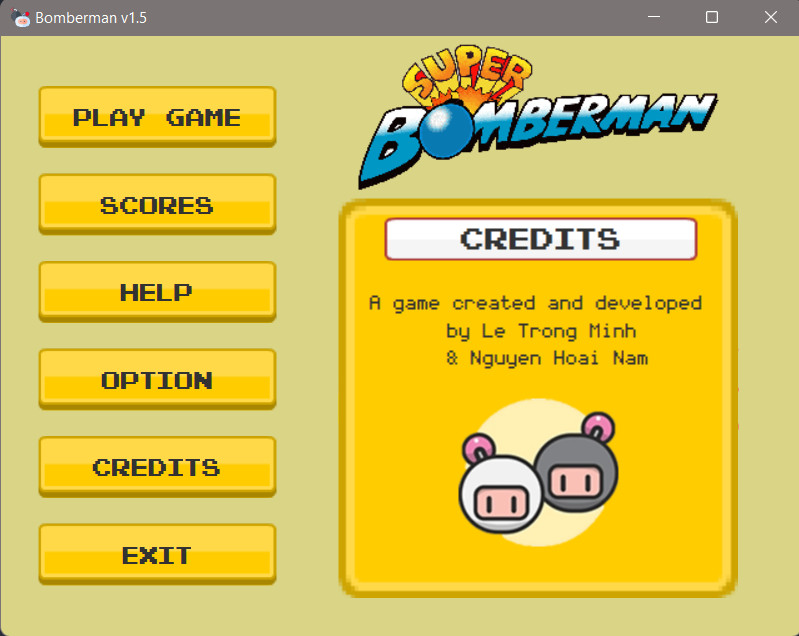 Bomberman v1.5
PLAY GAME
SCORES
HELP
OPTION
CREDITS
EXIT
SUPER
BOMBERMAN
CREDITS
A game created and developed
by Le Trong Minh
& Nguyen Hoai Nam